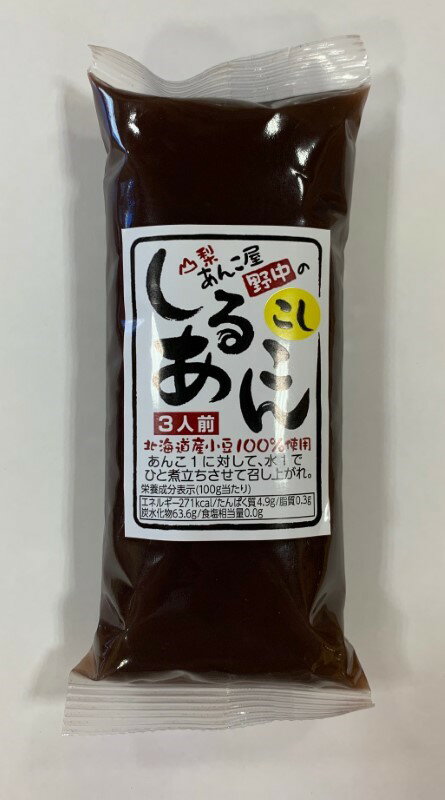 山梨
あんこ屋
野中の
しるこ
あん
こし
3人前
北海道産小豆100%使用
あんこ1に対して、水1で
ひと煮立ちさせて召し上がれ。
栄養成分表示(100g当たり)
エネルギー271kcal/たんぱく質4.9g/脂質0.3g
炭水化物63.6g/食塩相当量0.0g